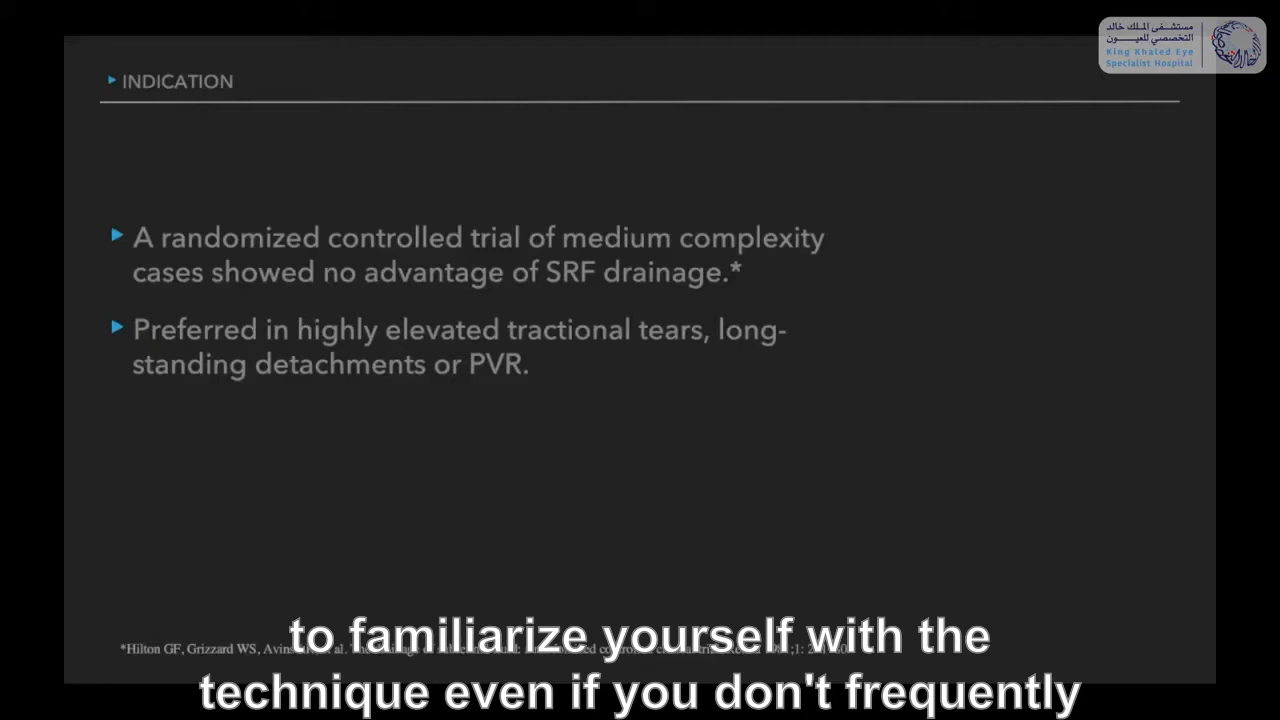 مستشفى الملك خالد
التخصصي للعيـــون
King Khaled Eye
Specialist Hospital
INDICATION
A randomized controlled trial of medium complexity
cases showed no advantage of SRF drainage.*
Preferred in highly elevated tractional tears, long-
standing detachments or PVR.
*Hilton GF, Grizzard WS,
to familiarize yourself with the
technique even if you don't frequently